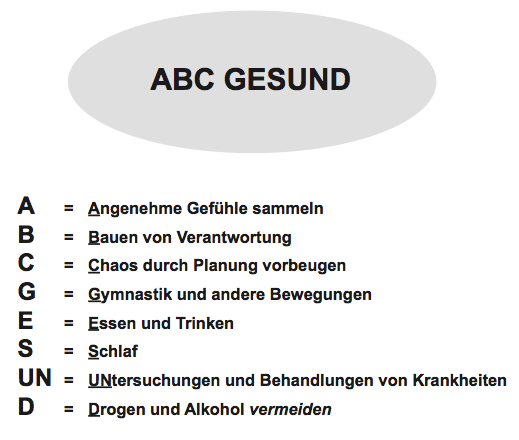 ABC GESUND
A = Angenehme Gefühle sammeln
B = Bauen von Verantwortung
C = Chaos durch Planung vorbeugen
G = Gymnastik und andere Bewegungen
E = Essen und Trinken
S = Schlaf
UN = UNtersuchungen und Behandlungen von Krankheiten
D = Drogen und Alkohol vermeiden